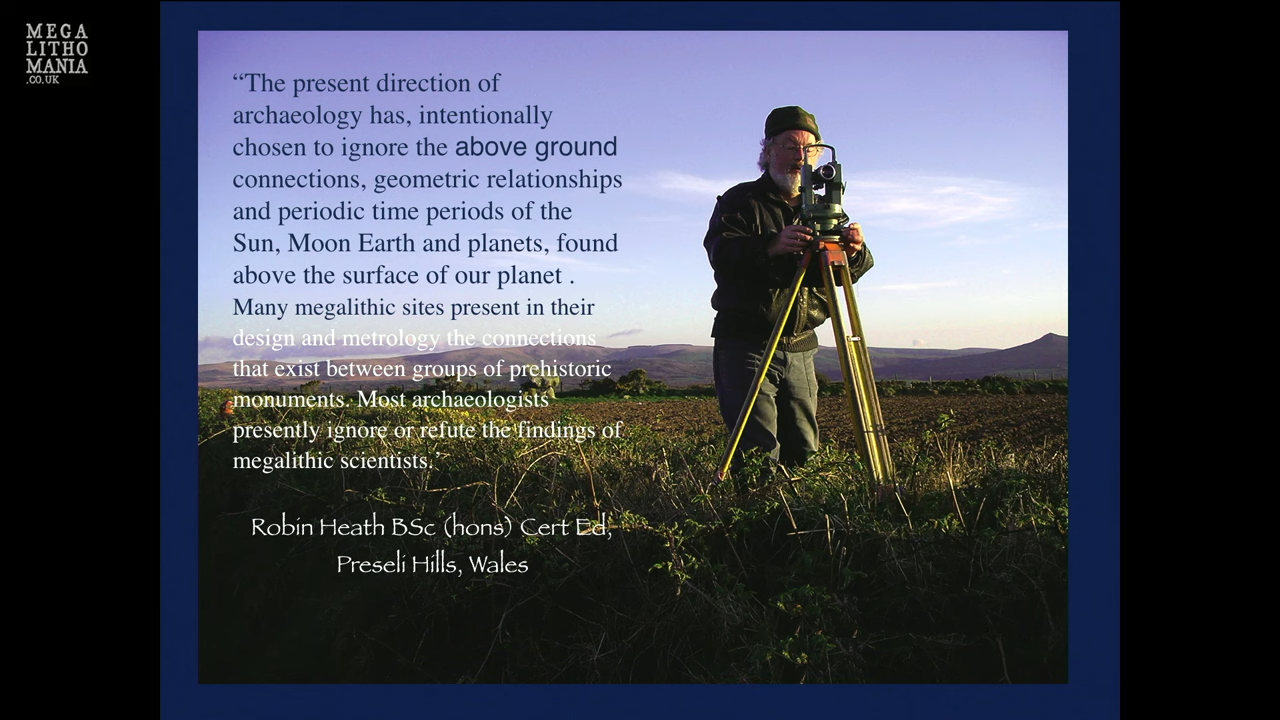 MEGA
LITHO
MANIA
.CO.UK
“The present direction of
archaeology has, intentionally
chosen to ignore the above ground
connections, geometric relationships
and periodic time periods of the
Sun, Moon Earth and planets, found
above the surface of our planet .
Many megalithic sites present in their
design and metrology the connections
that exist between groups of prehistoric
monuments. Most archaeologists
presently ignore or refute the findings of
megalithic scientists.’
Robin Heath BSc (hons) Cert Ed,
Preseli Hills, Wales